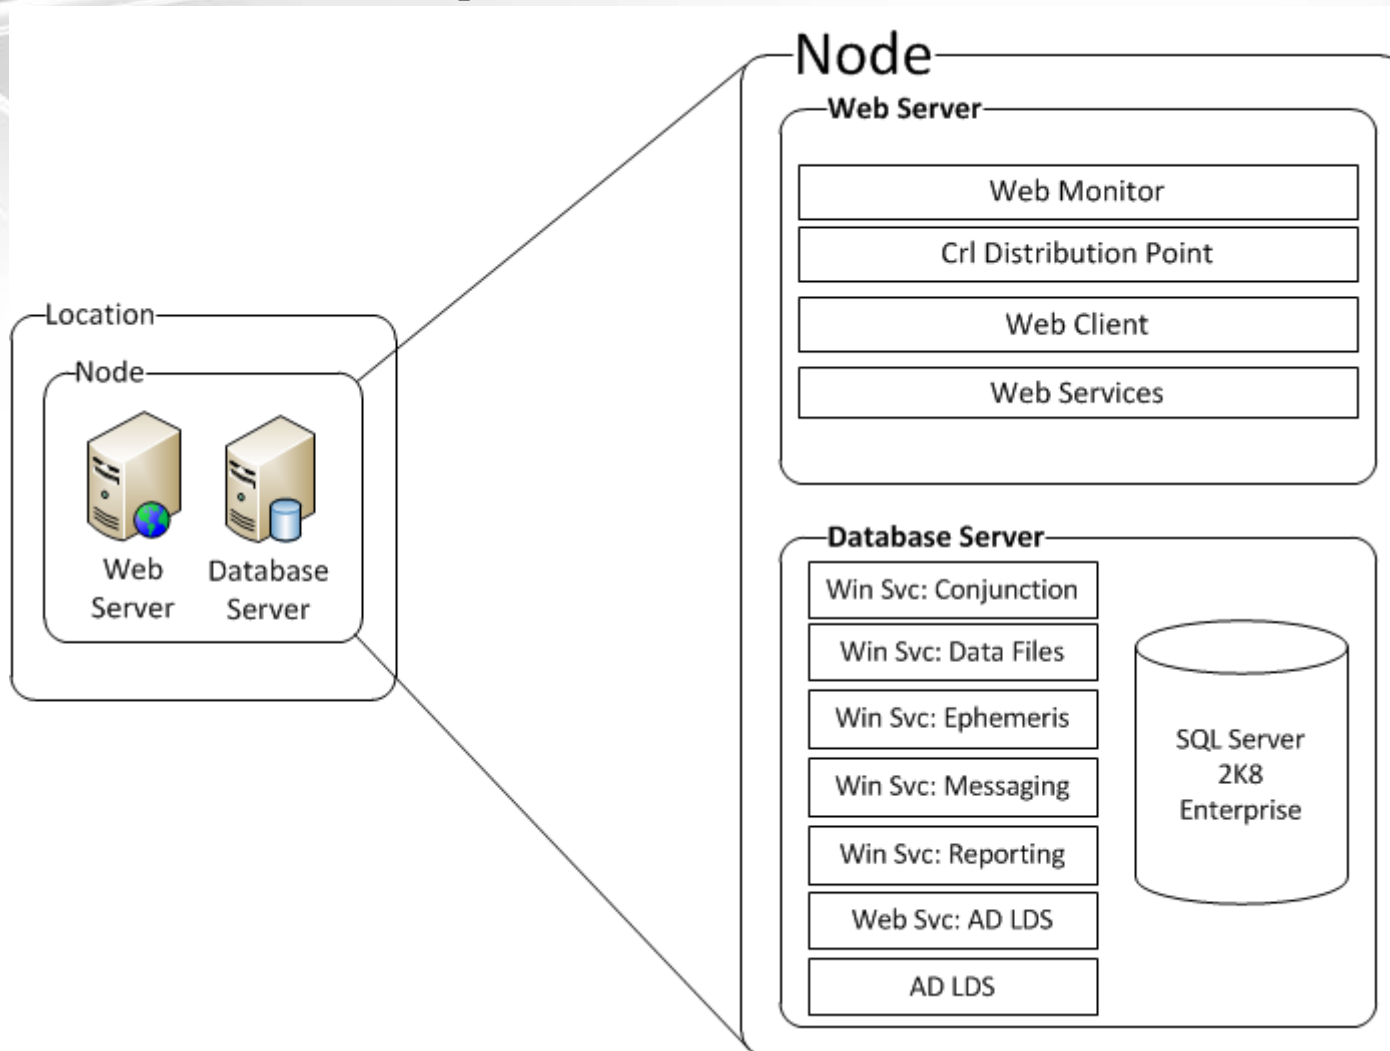 Location
Node
Web
Server
Database
Server
Node
Web Server
Web Monitor
Crl Distribution Point
Web Client
Web Services
Database Server
Win Svc: Conjunction
Win Svc: Data Files
Win Svc: Ephemeris
Win Svc: Messaging
Win Svc: Reporting
Web Svc: AD LDS
AD LDS
SQL Server
2K8
Enterprise